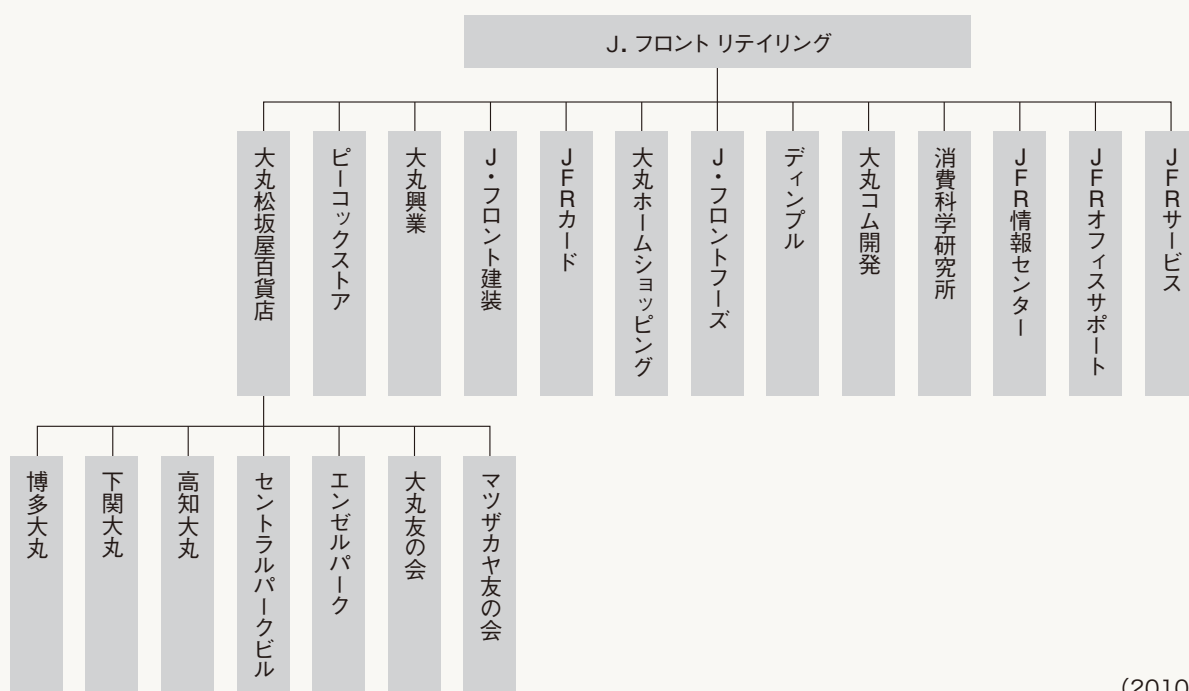 J. フロント リテイリング
大丸松坂屋百貨店
ピーコックストア
大丸興業
J・フロント建装
JFRカード
大丸ホームショッピング
J・フロントフーズ
ディンプル
大丸コム開発
消費科学研究所
JFR情報センター
JFRオフィスサポート
JFRサービス
博多大丸
下関大丸
高知大丸
セントラルパークビル
エンゼルパーク
大丸友の会
マツザカヤ友の会
(2010